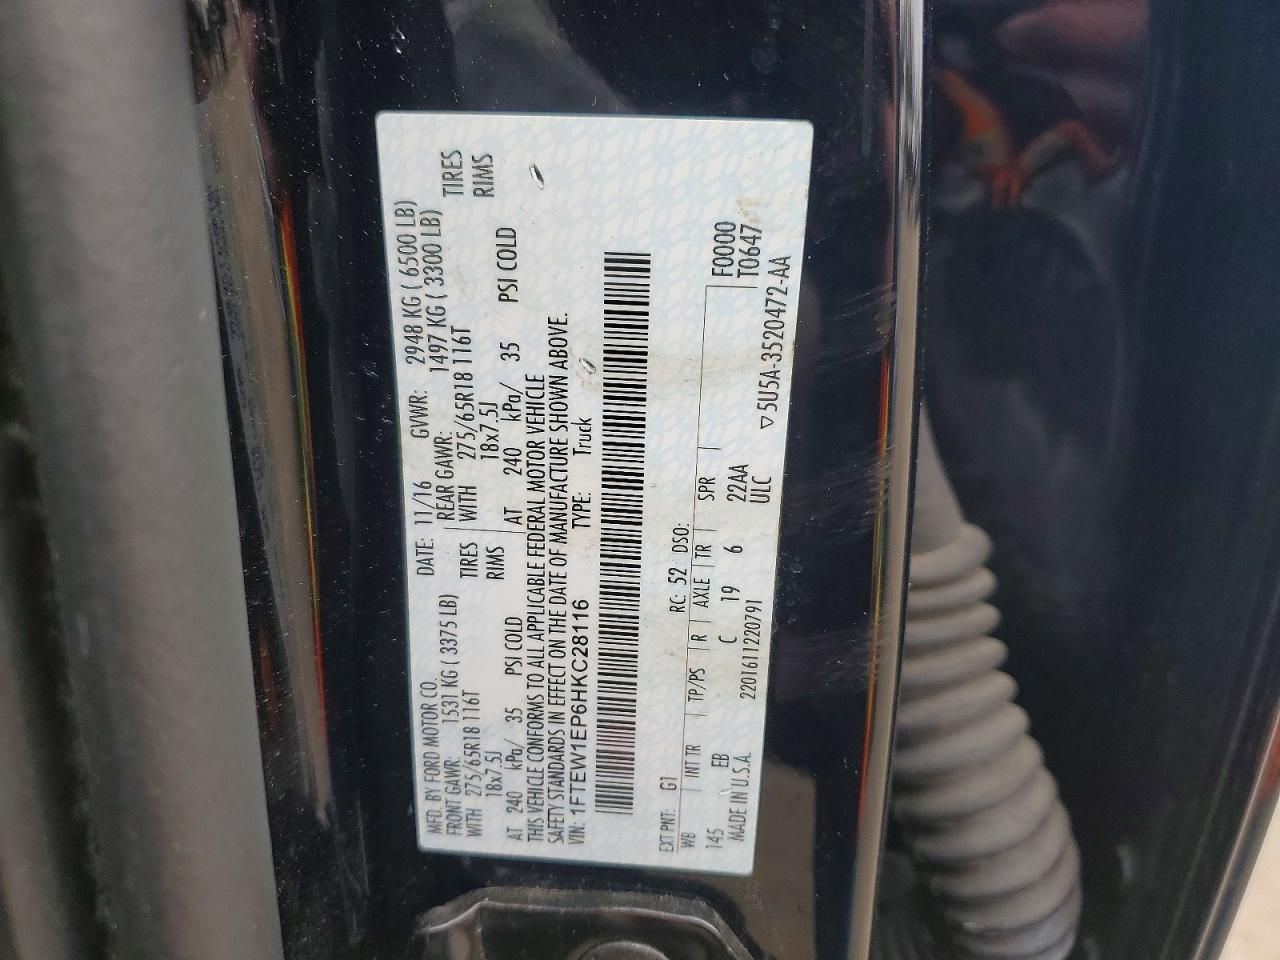 MFD. BY FORD MOTOR CO.
DATE: 11/16 GVWR: 2948 KG ( 6500 LB)
FRONT GAWR: 1531 KG ( 3375 LB) REAR GAWR: 1497 KG ( 3300 LB)
WITH 275/65R18 116T TIRES WITH 275/65R18 116T TIRES
18x7.5J RIMS 18x7.5J RIMS
AT 240 kPa/ 35 PSI COLD AT 240 kPa/ 35 PSI COLD
THIS VEHICLE CONFORMS TO ALL APPLICABLE FEDERAL MOTOR VEHICLE
SAFETY STANDARDS IN EFFECT ON THE DATE OF MANUFACTURE SHOWN ABOVE.
VIN: 1FTEW1EP6HKC28116 TYPE: Truck
EXT PNT: G1 RC: 52 DSO:
WB INT TR TP/PS R AXLE TR SPR F0000
145 EB C 19 6 22AA T0647
MADE IN U.S.A. 220161122079I ULC
▽5U5A-3520472-AA